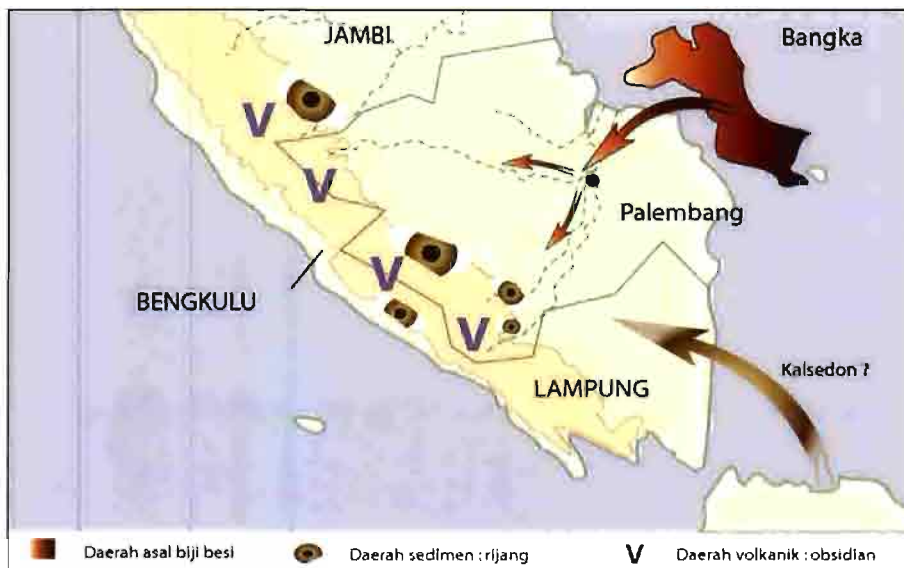 JAMBI
Bangka
V
V
Palembang
V
BENGKULU
V
Kalsedon ?
LAMPUNG
Daerah asal biji besi
Daerah sedimen : rijang
V Daerah volkanik : obsidian